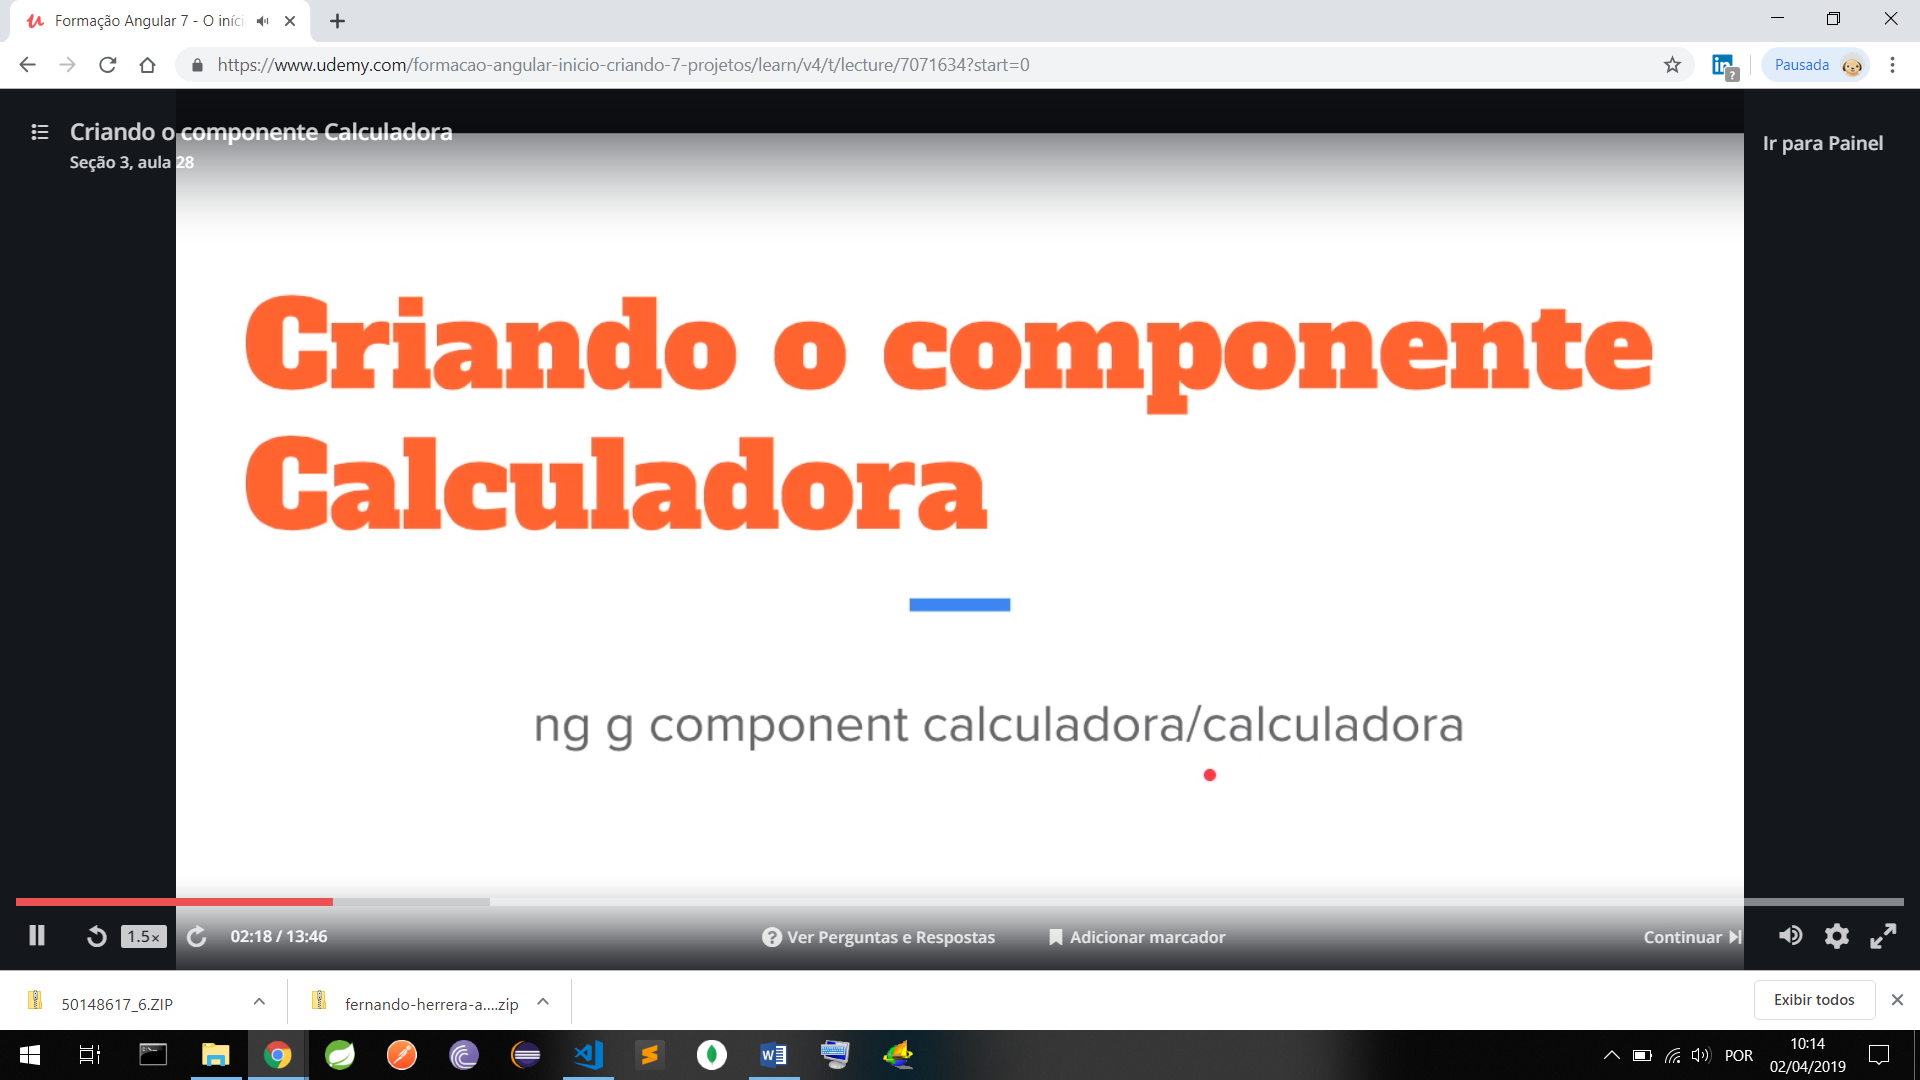 Formação Angular 7 - O iníci
https://www.udemy.com/formacao-angular-inicio-criando-7-projetos/learn/v4/t/lecture/7071634?start=0
Pausada
Criando o componente Calculadora
Seção 3, aula 28
Ir para Painel
Criando o componente
Calculadora
ng g component calculadora/calculadora
1.5×
02:18 / 13:46
Ver Perguntas e Respostas
Adicionar marcador
Continuar
50148617_6.ZIP
fernando-herrera-a....zip
Exibir todos
POR
10:14
02/04/2019